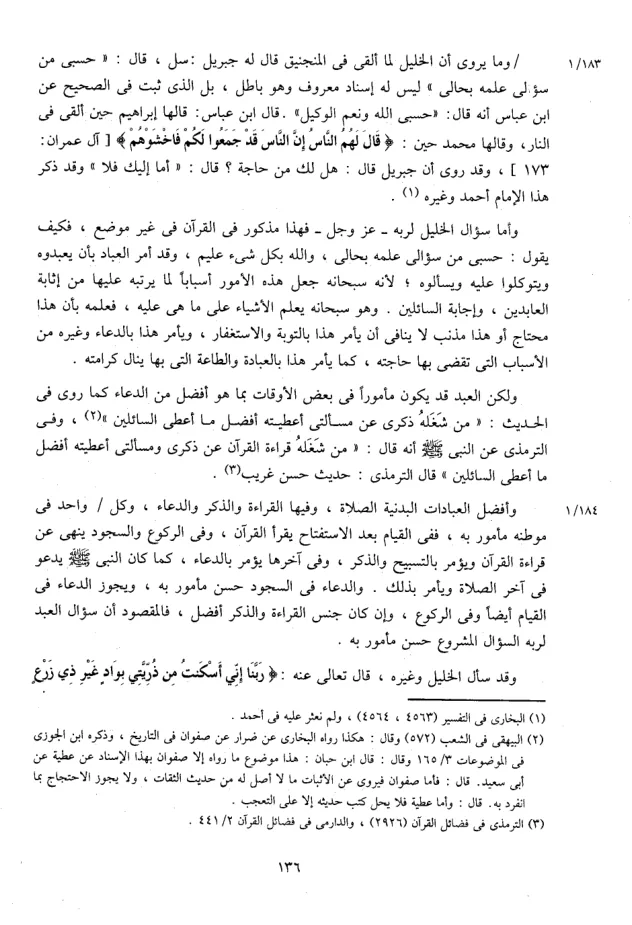 ١/١٨٣
/ وما يروى أن الخليل لما ألقى فى المنجنيق قال له جبريل :سل ، قال : « حسبى من
سؤالى علمه بحالى » ليس له إسناد معروف وهو باطل ، بل الذى ثبت فى الصحيح عن
ابن عباس أنه قال: «حسبى الله ونعم الوكيل» . قال ابن عباس: قالها إبراهيم حين ألقى فى
النار، وقالها محمد حين : ﴿ قَالَ لَهُمُ النَّاسُ إِنَّ النَّاسَ قَدْ جَمَعُوا لَكُمْ فَاخْشَوْهُمْ ﴾ [ آل عمران:
١٧٣ ] ، وقد روى أن جبريل قال : هل لك من حاجة ؟ قال : « أما إليك فلا » وقد ذكر
هذا الإمام أحمد وغيره (١) .
وأما سؤال الخليل لربه ـ عز وجل ـ فهذا مذكور فى القرآن فى غير موضع ، فكيف
يقول : حسبى من سؤالى علمه بحالى ، والله بكل شىء عليم ، وقد أمر العباد بأن يعبدوه
ويتوكلوا عليه ويسألوه ؛ لأنه سبحانه جعل هذه الأمور أسباباً لما يرتبه عليها من إثابة
العابدين ، وإجابة السائلين . وهو سبحانه يعلم الأشياء على ما هى عليه ، فعلمه بأن هذا
محتاج أو هذا مذنب لا ينافى أن يأمر هذا بالتوبة والاستغفار ، ويأمر هذا بالدعاء وغيره من
الأسباب التى تقضى بها حاجته ، كما يأمر هذا بالعبادة والطاعة التى بها ينال كرامته .
ولكن العبد قد يكون مأموراً فى بعض الأوقات بما هو أفضل من الدعاء كما روى فى
الحديث : « من شَغَلَهُ ذكرى عن مسألتى أعطيته أفضل ما أعطى السائلين »(٢) ، وفى
الترمذى عن النبى ﷺ أنه قال : « من شَغَلَهُ قراءة القرآن عن ذكرى ومسألتى أعطيته أفضل
ما أعطى السائلين » قال الترمذى : حديث حسن غريب(٣) .
١/١٨٤
وأفضل العبادات البدنية الصلاة ، وفيها القراءة والذكر والدعاء ، وكل / واحد فى
موطنه مأمور به ، ففى القيام بعد الاستفتاح يقرأ القرآن ، وفى الركوع والسجود ينهى عن
قراءة القرآن ويؤمر بالتسبيح والذكر ، وفى آخرها يؤمر بالدعاء ، كما كان النبى ﷺ يدعو
فى آخر الصلاة ويأمر بذلك . والدعاء فى السجود حسن مأمور به ، ويجوز الدعاء فى
القيام أيضاً وفى الركوع ، وإن كان جنس القراءة والذكر أفضل ، فالمقصود أن سؤال العبد
لربه السؤال المشروع حسن مأمور به .
وقد سأل الخليل وغيره ، قال تعالى عنه :﴿ رَبَّنَا إِنِّي أَسْكَنتُ مِن ذُرِّيَّتِي بِوَادٍ غَيْرِ ذِي زَرْعٍ
(١) البخارى فى التفسير (٤٥٦٣ ، ٤٥٦٤) ، ولم نعثر عليه فى أحمد .
(٢) البيهقى فى الشعب (٥٧٢) وقال : هكذا رواه البخارى عن ضرار عن صفوان فى التاريخ ، وذكره ابن الجوزى
فى الموضوعات ٣/ ١٦٥ وقال : قال ابن حبان : هذا موضوع ما رواه إلا صفوان بهذا الإسناد عن عطية عن
أبى سعيد. قال : فأما صفوان فيروى عن الأثبات ما لا أصل له من حديث الثقات ، ولا يجوز الاحتجاج بما
انفرد به. قال : وأما عطية فلا يحل كتب حديثه إلا على التعجب .
(٣) الترمذى فى فضائل القرآن (٢٩٢٦) ، والدارمى فى فضائل القرآن ٢/ ٤٤١ .
١٣٦